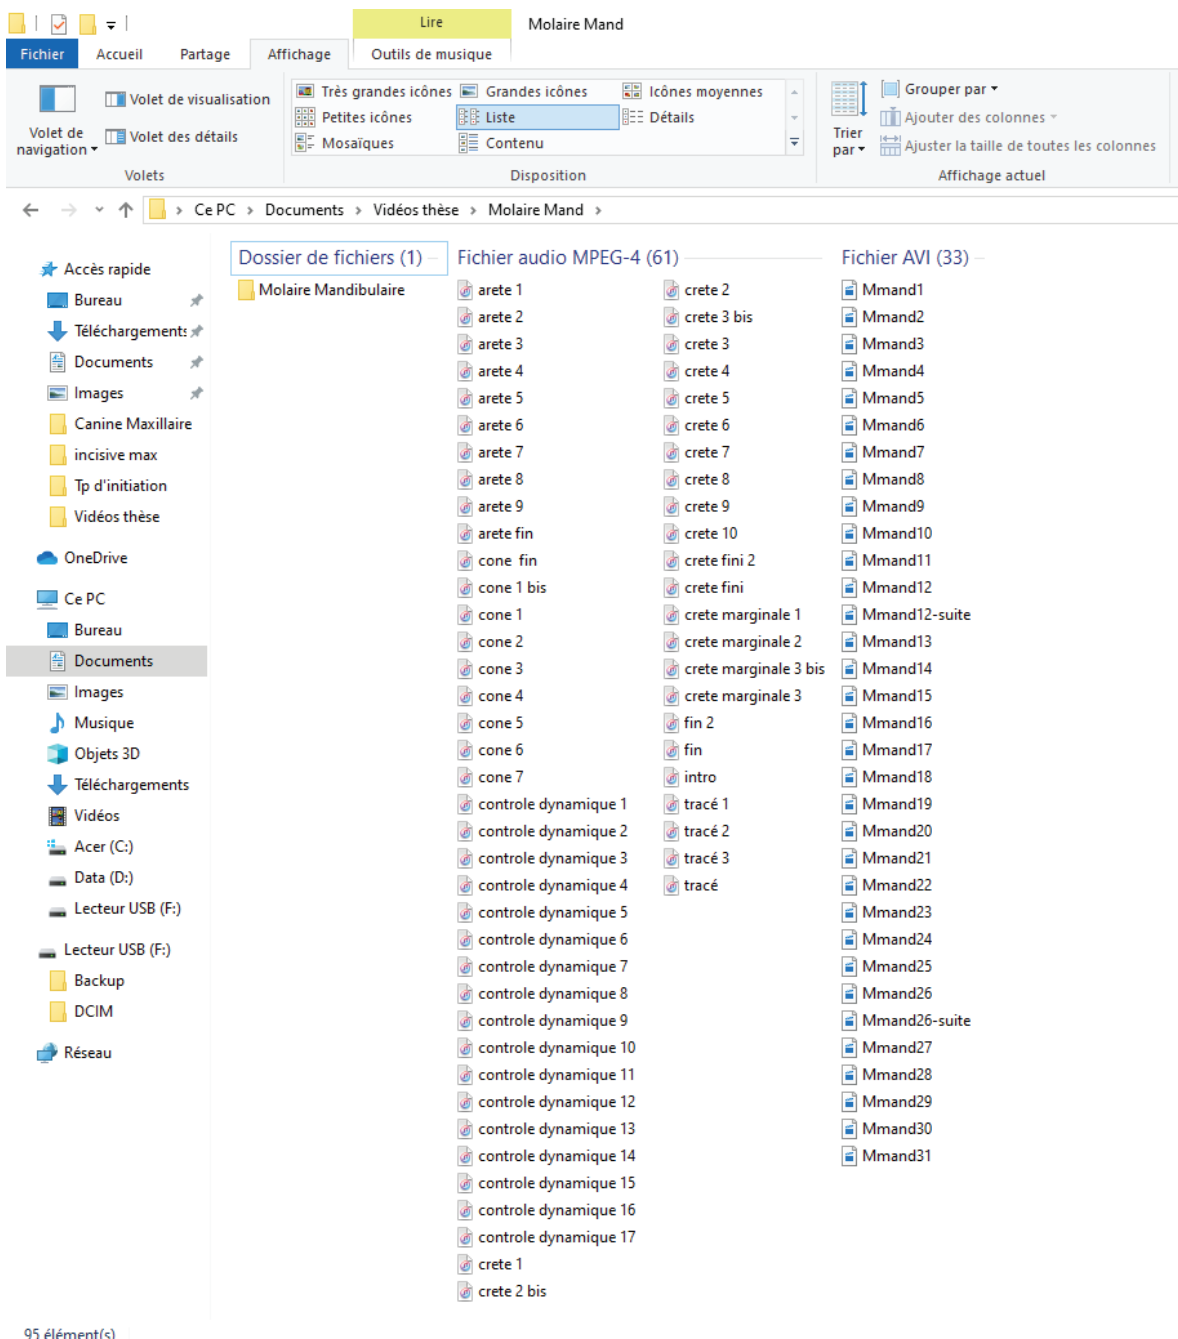 Lire
Molaire Mand
Fichier
Accueil
Partage
Affichage
Outils de musique
Volet de navigation
Volet de visualisation
Volet des détails
Volets
Très grandes icônes
Grandes icônes
Icônes moyennes
Petites icônes
Liste
Détails
Mosaïques
Contenu
Disposition
Trier par
Grouper par
Ajouter des colonnes
Ajuster la taille de toutes les colonnes
Affichage actuel
Ce PC > Documents > Vidéos thèse > Molaire Mand >
Accès rapide
Bureau
Téléchargements
Documents
Images
Canine Maxillaire
incisive max
Tp d'initiation
Vidéos thèse
OneDrive
Ce PC
Bureau
Documents
Images
Musique
Objets 3D
Téléchargements
Vidéos
Acer (C:)
Data (D:)
Lecteur USB (F:)
Lecteur USB (F:)
Backup
DCIM
Réseau
Dossier de fichiers (1)
Molaire Mandibulaire
Fichier audio MPEG-4 (61)
arete 1
arete 2
arete 3
arete 4
arete 5
arete 6
arete 7
arete 8
arete 9
arete fin
cone  fin
cone 1 bis
cone 1
cone 2
cone 3
cone 4
cone 5
cone 6
cone 7
controle dynamique 1
controle dynamique 2
controle dynamique 3
controle dynamique 4
controle dynamique 5
controle dynamique 6
controle dynamique 7
controle dynamique 8
controle dynamique 9
controle dynamique 10
controle dynamique 11
controle dynamique 12
controle dynamique 13
controle dynamique 14
controle dynamique 15
controle dynamique 16
controle dynamique 17
crete 1
crete 2 bis
crete 2
crete 3 bis
crete 3
crete 4
crete 5
crete 6
crete 7
crete 8
crete 9
crete 10
crete fini 2
crete fini
crete marginale 1
crete marginale 2
crete marginale 3 bis
crete marginale 3
fin 2
fin
intro
tracé 1
tracé 2
tracé 3
tracé
Fichier AVI (33)
Mmand1
Mmand2
Mmand3
Mmand4
Mmand5
Mmand6
Mmand7
Mmand8
Mmand9
Mmand10
Mmand11
Mmand12
Mmand12-suite
Mmand13
Mmand14
Mmand15
Mmand16
Mmand17
Mmand18
Mmand19
Mmand20
Mmand21
Mmand22
Mmand23
Mmand24
Mmand25
Mmand26
Mmand26-suite
Mmand27
Mmand28
Mmand29
Mmand30
Mmand31
95 élément(s)